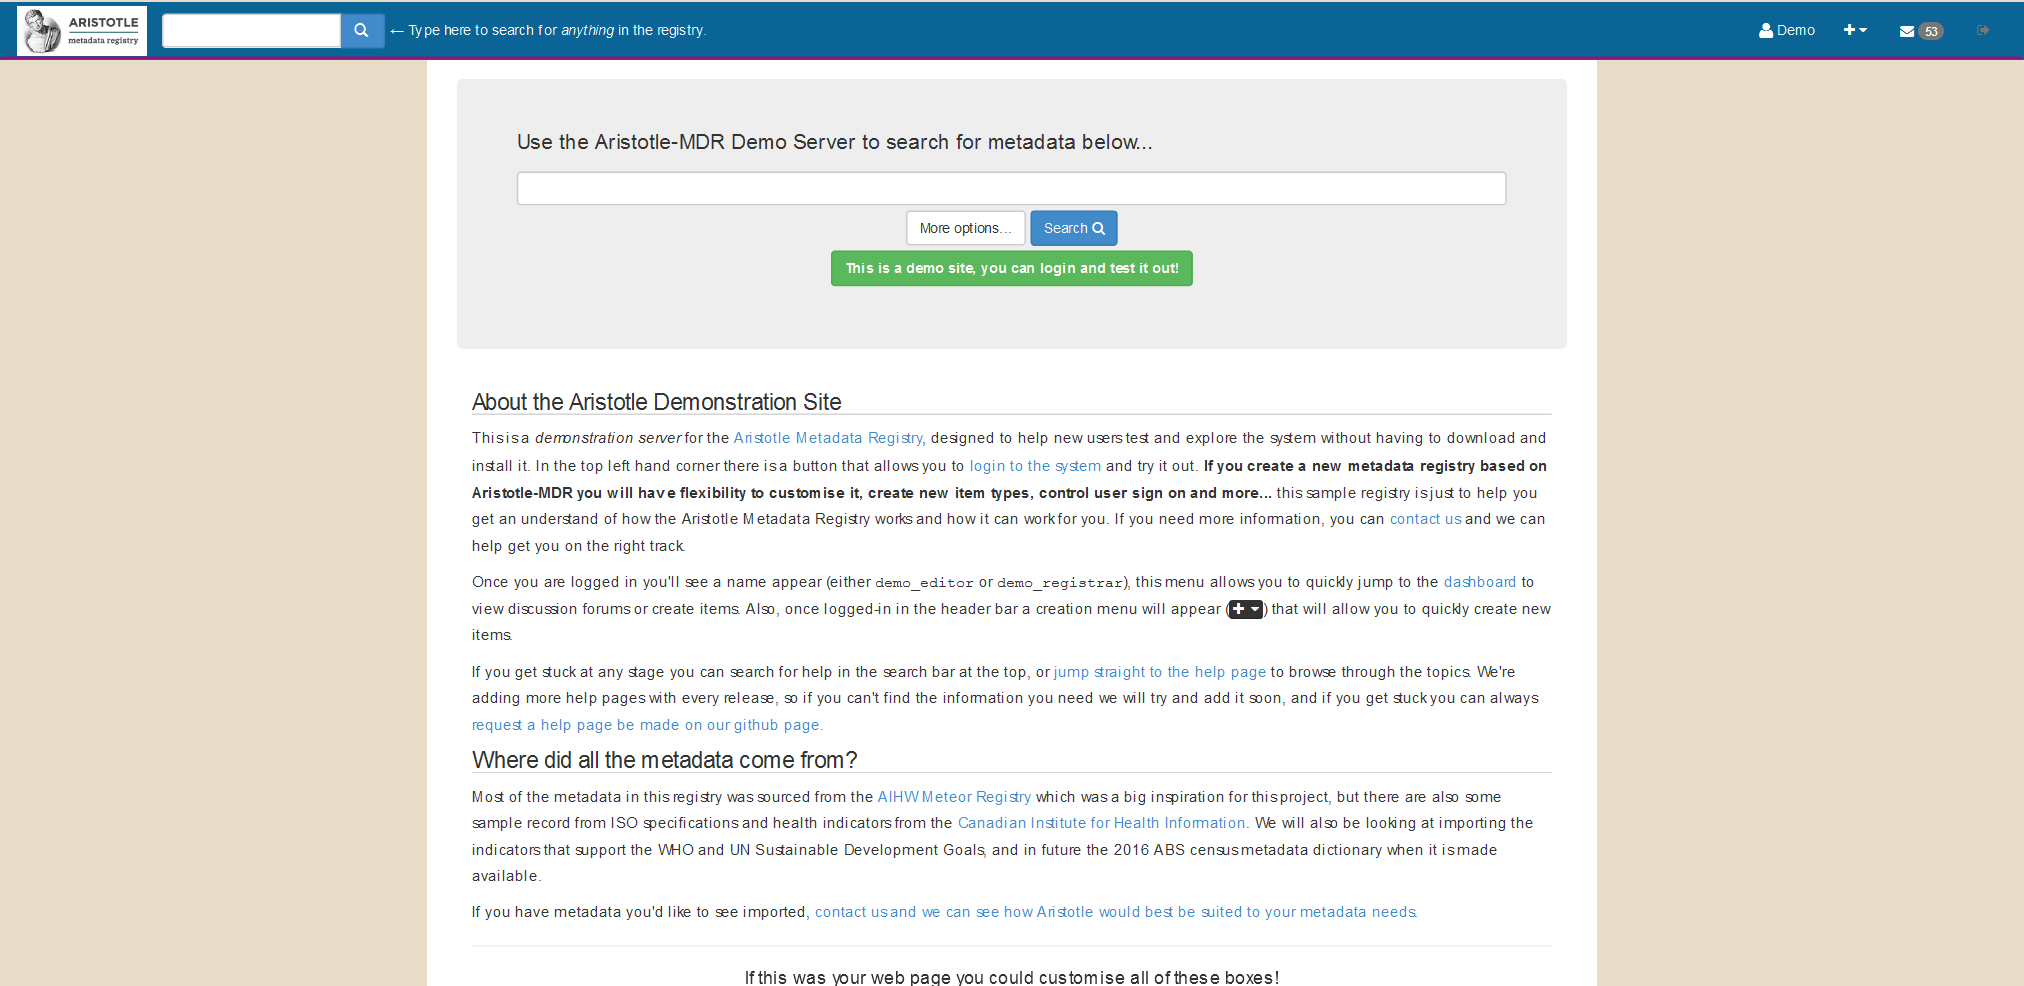 ARISTOTLE
metadata registry
← Type here to search for anything in the registry.
Demo
53
Use the Aristotle-MDR Demo Server to search for metadata below...
More options...
Search
This is a demo site, you can login and test it out!
About the Aristotle Demonstration Site
This is a demonstration server for the Aristotle Metadata Registry, designed to help new users test and explore the system without having to download and
install it. In the top left hand corner there is a button that allows you to login to the system and try it out. If you create a new metadata registry based on
Aristotle-MDR you will have flexibility to customise it, create new item types, control user sign on and more... this sample registry is just to help you
get an understand of how the Aristotle Metadata Registry works and how it can work for you. If you need more information, you can contact us and we can
help get you on the right track.
Once you are logged in you'll see a name appear (either demo_editor or demo_registrar), this menu allows you to quickly jump to the dashboard to
view discussion forums or create items. Also, once logged-in in the header bar a creation menu will appear (+) that will allow you to quickly create new
items.
If you get stuck at any stage you can search for help in the search bar at the top, or jump straight to the help page to browse through the topics. We're
adding more help pages with every release, so if you can't find the information you need we will try and add it soon, and if you get stuck you can always
request a help page be made on our github page.
Where did all the metadata come from?
Most of the metadata in this registry was sourced from the AIHW Meteor Registry which was a big inspiration for this project, but there are also some
sample record from ISO specifications and health indicators from the Canadian Institute for Health Information. We will also be looking at importing the
indicators that support the WHO and UN Sustainable Development Goals, and in future the 2016 ABS census metadata dictionary when it is made
available.
If you have metadata you'd like to see imported, contact us and we can see how Aristotle would best be suited to your metadata needs.
If this was your web page you could customise all of these boxes!